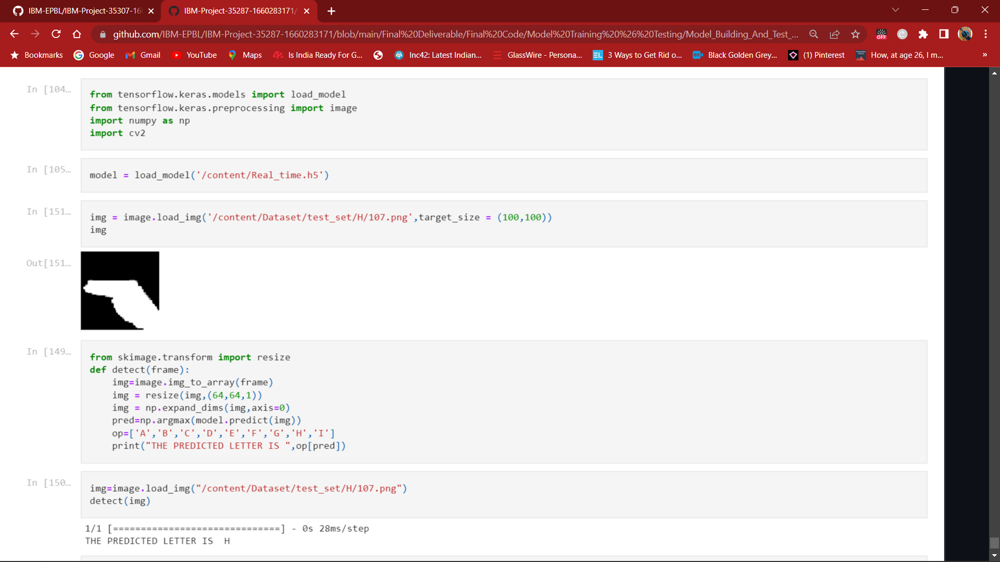 IBM-EPBL/IBM-Project-35307-16
IBM-Project-35287-1660283171/
github.com/IBM-EPBL/IBM-Project-35287-1660283171/blob/main/Final%20Deliverable/Final%20Code/Model%20Training%20%26%20Testing/Model_Building_And_Test_...
OFF
Bookmarks
Google
Gmail
YouTube
Maps
Is India Ready For G...
Inc42: Latest Indian...
GlassWire - Persona...
3 Ways to Get Rid o...
Black Golden Grey...
(1) Pinterest
How, at age 26, I m...
»
In [104...
from tensorflow.keras.models import load_model
from tensorflow.keras.preprocessing import image
import numpy as np
import cv2
In [105...
model = load_model('/content/Real_time.h5')
In [151...
img = image.load_img('/content/Dataset/test_set/H/107.png',target_size = (100,100))
img
Out[151...
In [149...
from skimage.transform import resize
def detect(frame):
    img=image.img_to_array(frame)
    img = resize(img,(64,64,1))
    img = np.expand_dims(img,axis=0)
    pred=np.argmax(model.predict(img))
    op=['A','B','C','D','E','F','G','H','I']
    print("THE PREDICTED LETTER IS ",op[pred])
In [150...
img=image.load_img("/content/Dataset/test_set/H/107.png")
detect(img)
1/1 [==============================] - 0s 28ms/step
THE PREDICTED LETTER IS  H